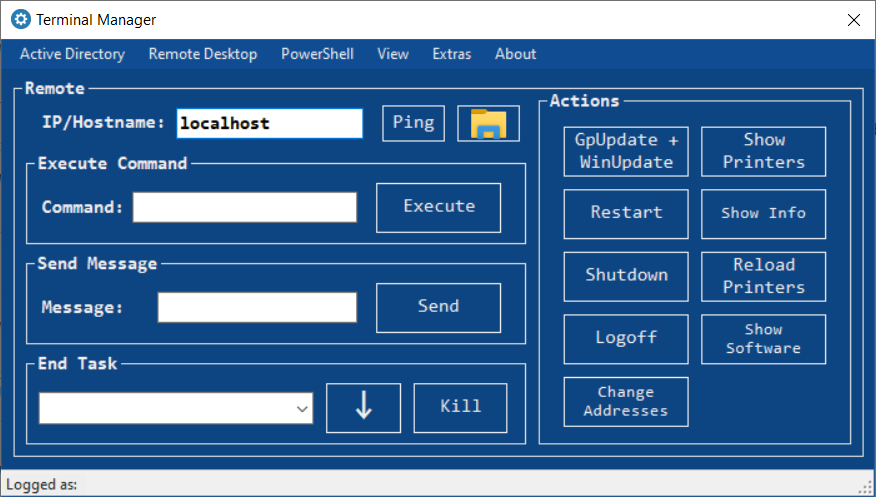 Terminal Manager
Active Directory Remote Desktop PowerShell View Extras About
Remote
IP/Hostname: localhost Ping
Execute Command
Command: Execute
Send Message
Message: Send
End Task
Kill
Actions
GpUpdate +
WinUpdate
Show
Printers
Restart
Show Info
Shutdown
Reload
Printers
Logoff
Show
Software
Change
Addresses
Logged as: